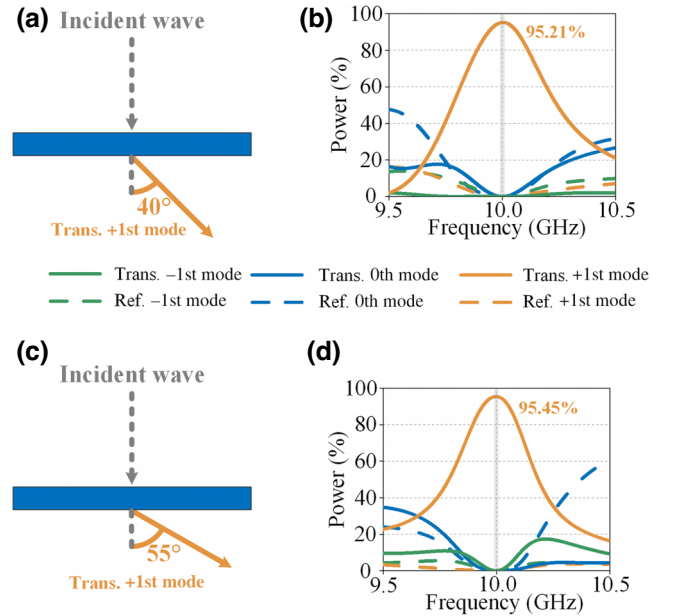 (a)
Incident wave
40°
Trans. +1st mode
(b)
Power (%)
100
80
60
40
20
0
95.21%
9.5
10.0
10.5
Frequency (GHz)
Trans. –1st mode
Trans. 0th mode
Trans. +1st mode
Ref. –1st mode
Ref. 0th mode
Ref. +1st mode
(c)
Incident wave
55°
Trans. +1st mode
(d)
Power (%)
100
80
60
40
20
0
95.45%
9.5
10.0
10.5
Frequency (GHz)